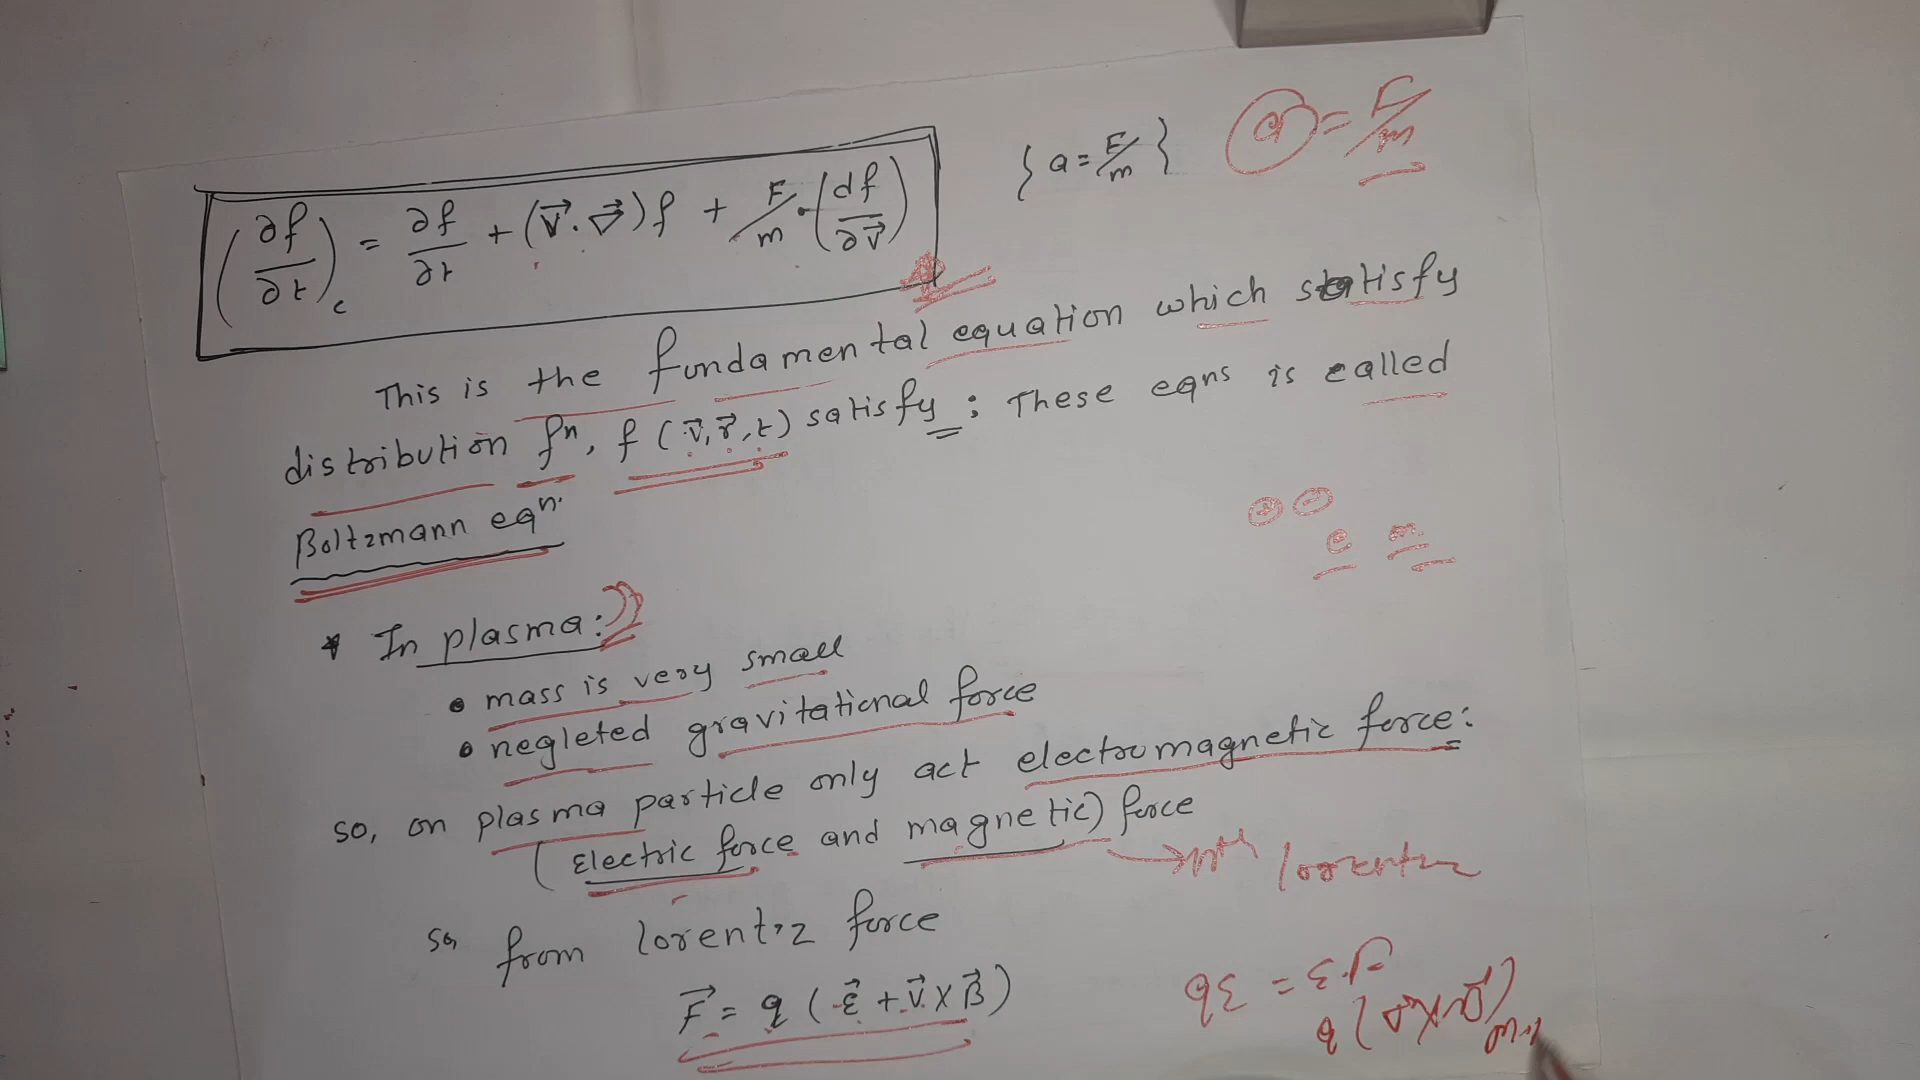 (∂f/∂t)c = ∂f/∂t + (v⃗.∇⃗)f + F/m.(df/∂v⃗) {a=F/m} a=F/m
This is the fundamental equation which satisfy
distribution fⁿ, f(v⃗,r⃗,t) satisfy; These eqns is called
Boltzmann eqⁿ.
⊕ ⊖
e m
* In plasma:
• mass is very small
• negleted gravitational force
so, on plasma particle only act electromagnetic force:
(Electric force and magnetic) force
lorentz
so, from lorentz force
F⃗ = q(ε⃗ + v⃗ x B⃗)
qε = ε.f